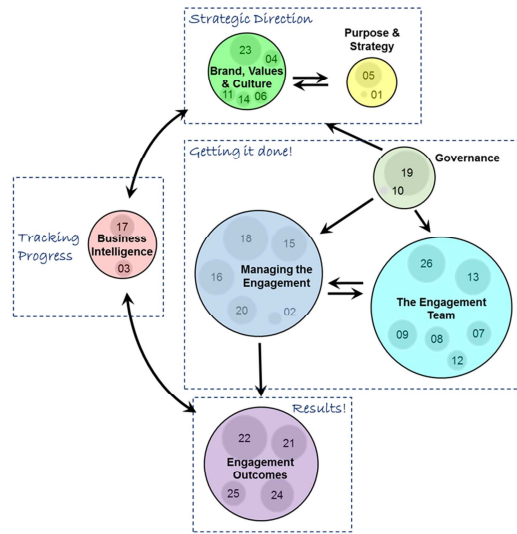 Strategic Direction
23
04
Brand, Values
& Culture
11
14
06
Purpose &
Strategy
05
01
Getting it done!
Governance
19
10
Tracking
Progress
17
Business
Intelligence
03
18
15
16
Managing the
Engagement
20
02
26
13
The Engagement
Team
09
08
07
12
Results!
22
21
Engagement
Outcomes
25
24